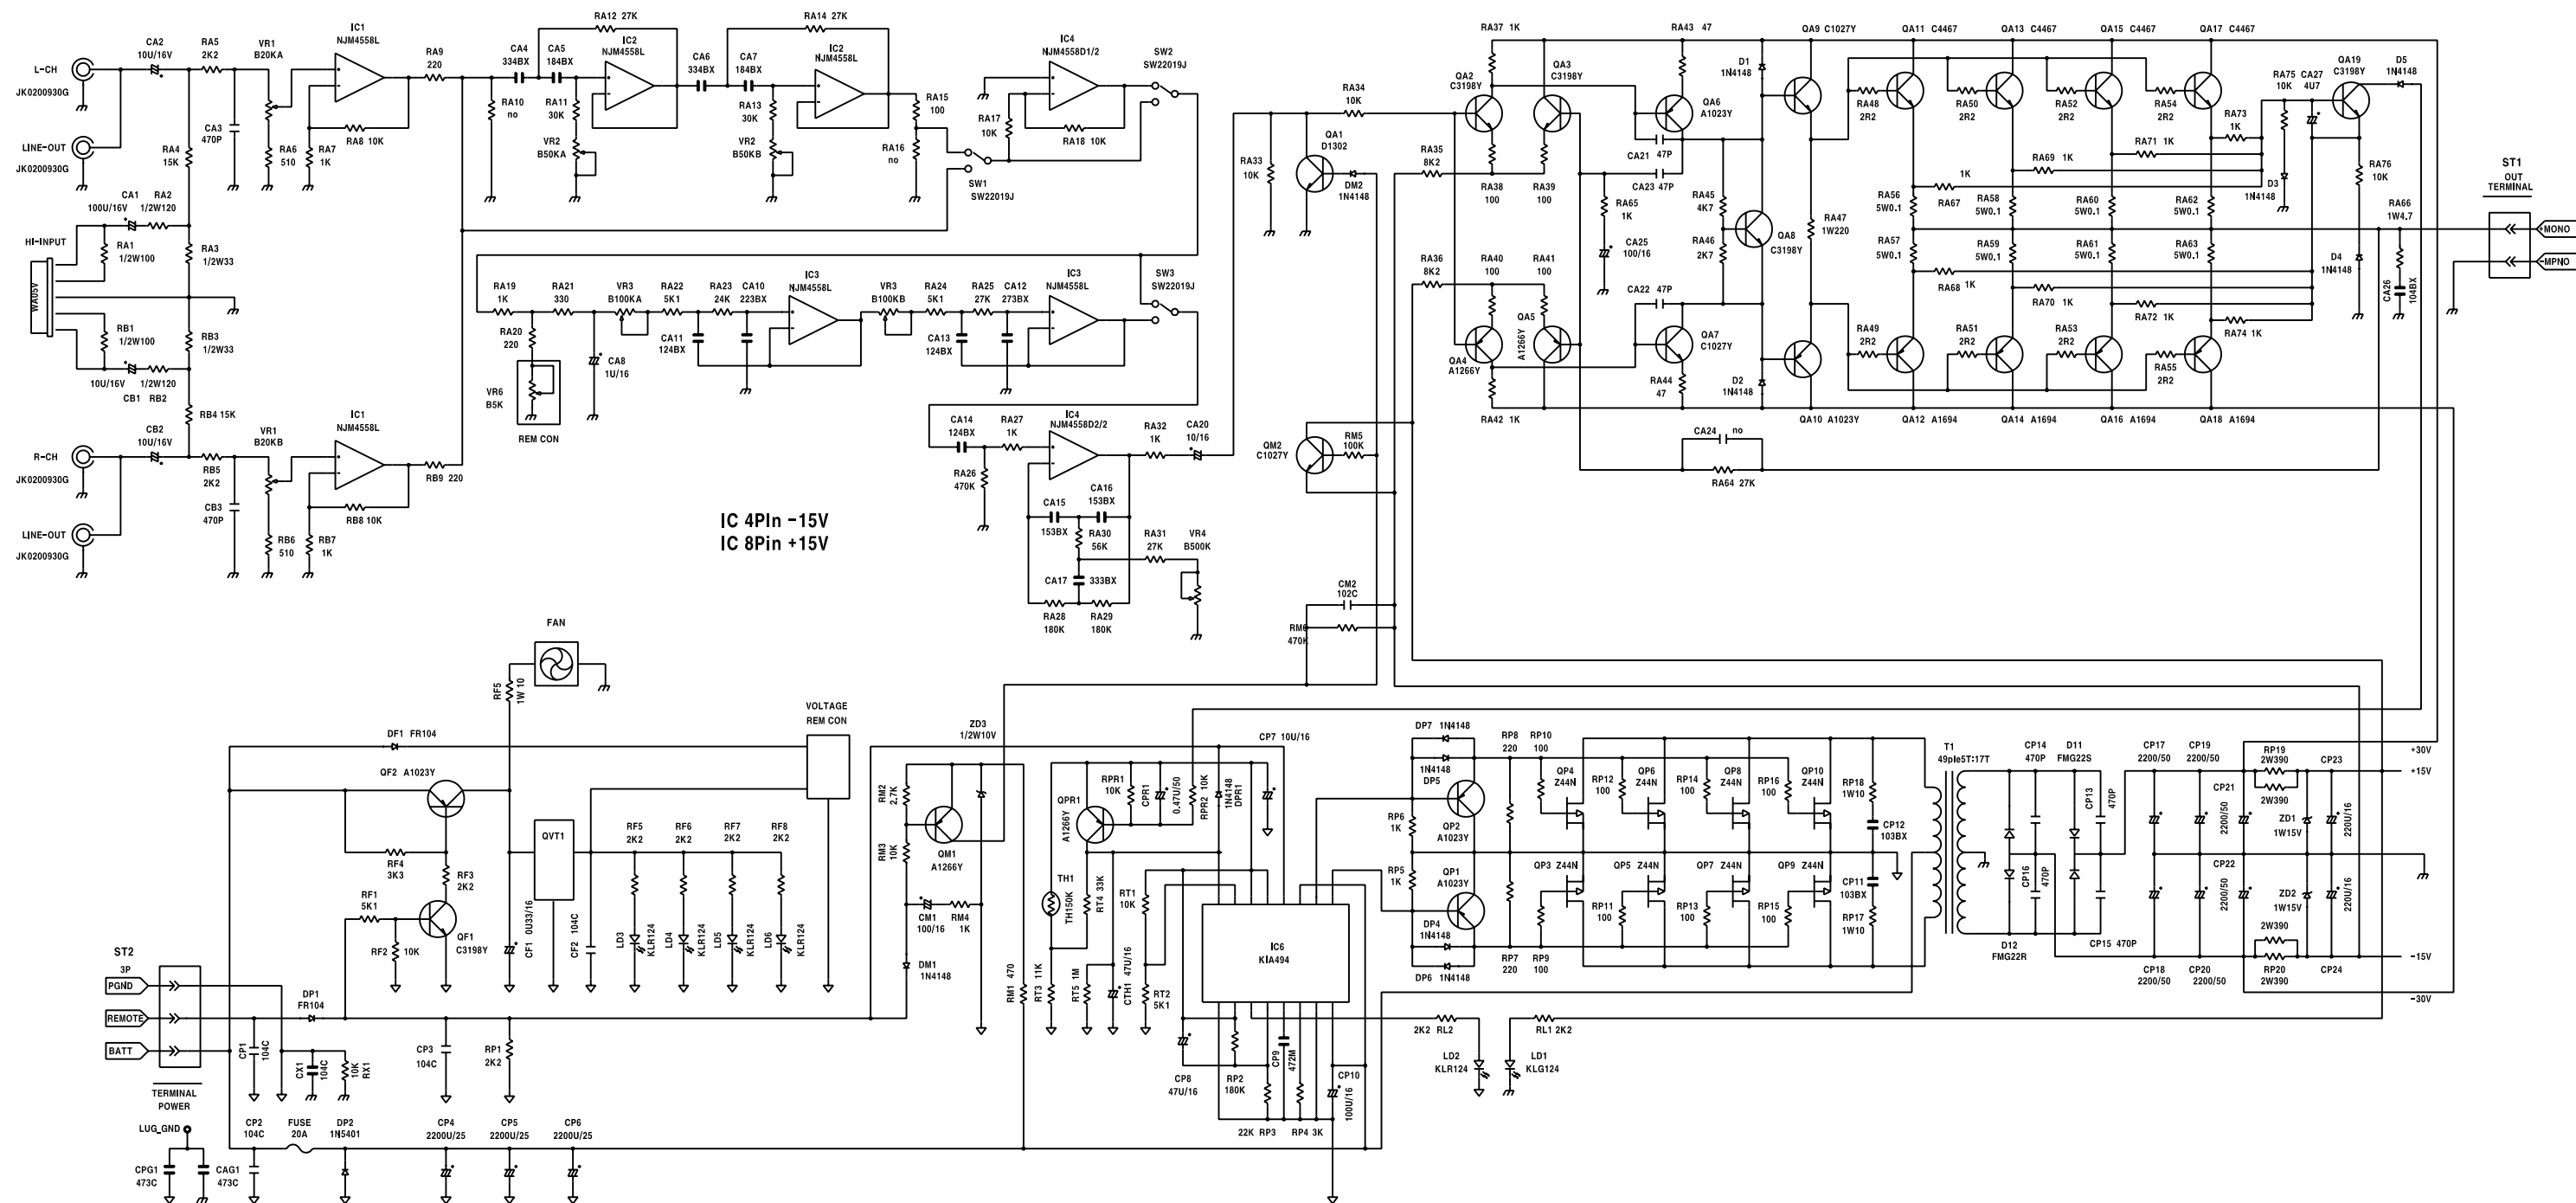 L-CH
JK0200930G
LINE-OUT
JK0200930G
CA2
10U/16V
RA5
2K2
VR1
B20KA
CA3
470P
RA4
15K
RA6
510
RA7
1K
IC1
NJM4558L
RA8 10K
RA9
220
CA1
100U/16V
RA2
1/2W120
HI-INPUT
WA05V
RA1
1/2W100
RA3
1/2W33
RB1
1/2W100
RB3
1/2W33
10U/16V
1/2W120
CB1
RB2
RB4 15K
CB2
10U/16V
R-CH
JK0200930G
LINE-OUT
JK0200930G
RB5
2K2
VR1
B20KB
CB3
470P
RB6
510
RB7
1K
IC1
NJM4558L
RB8 10K
RB9 220
RA12 27K
CA4
334BX
CA5
184BX
IC2
NJM4558L
RA10
no
RA11
30K
VR2
B50KA
RA14 27K
CA6
334BX
CA7
184BX
IC2
NJM4558L
RA13
30K
VR2
B50KB
RA15
100
RA16
no
SW1
SW22019J
IC4
NJM4558D1/2
RA17
10K
RA18 10K
SW2
SW22019J
RA19
1K
RA21
330
VR3
B100KA
RA22
5K1
RA23
24K
CA10
223BX
IC3
NJM4558L
RA20
220
CA8
1U/16
CA11
124BX
VR6
B5K
REM CON
VR3
B100KB
RA24
5K1
RA25
27K
CA12
273BX
CA13
124BX
IC3
NJM4558L
SW3
SW22019J
CA14
124BX
RA27
1K
IC4
NJM4558D2/2
RA32
1K
CA20
10/16
RA26
470K
CA15
153BX
CA16
153BX
RA30
56K
RA31
27K
VR4
B500K
CA17
333BX
RA28
180K
RA29
180K
IC 4PIn -15V
IC 8Pin +15V
RA33
10K
QA1
D1302
RA34
10K
DM2
1N4148
RA35
8K2
RA36
8K2
QM2
C1027Y
RM5
100K
CM2
102C
470K
RA37 1K
QA2
C3198Y
QA3
C3198Y
RA38
100
RA39
100
RA40
100
RA41
100
QA4
A1266Y
QA5
A1266Y
RA42 1K
RA43 47
QA6
A1023Y
CA21 47P
CA23 47P
RA65
1K
CA25
100/16
CA22 47P
QA7
C1027Y
RA44
47
CA24 no
RA64 27K
D1
1N4148
RA45
4K7
RA46
2K7
QA8
C3198Y
D2
1N4148
QA9 C1027Y
RA47
1W220
QA10 A1023Y
QA11 C4467
QA13 C4467
QA15 C4467
QA17 C4467
RA48
2R2
RA50
2R2
RA52
2R2
RA54
2R2
RA73
1K
RA71 1K
RA69 1K
1K
RA67
RA56
5W0.1
RA58
5W0.1
RA60
5W0.1
RA62
5W0.1
RA57
5W0.1
RA59
5W0.1
RA61
5W0.1
RA63
5W0.1
RA68 1K
RA70 1K
RA72 1K
RA74 1K
RA49
2R2
RA51
2R2
RA53
2R2
RA55
2R2
QA12 A1694
QA14 A1694
QA16 A1694
QA18 A1694
RA75
10K
CA27
4U7
QA19
C3198Y
D5
1N4148
D3
1N4148
RA76
10K
D4
1N4148
RA66
1W4.7
CA26
104BX
ST1
OUT
TERMINAL
+MONO
-MPNO
FAN
RF5
1W 10
VOLTAGE
REM CON
DF1 FR104
QF2 A1023Y
RF4
3K3
RF3
2K2
RF1
5K1
RF2
10K
QF1
C3198Y
CF1 0U33/16
QVT1
CF2 104C
RF5
2K2
RF6
2K2
RF7
2K2
RF8
2K2
LD3
KLR124
LD4
KLR124
LD5
KLR124
LD6
KLR124
ST2
3P
PGND
REMOTE
BATT
TERMINAL
POWER
DP1
FR104
CP1
104C
CX1
104C
10K
RX1
CP3
104C
RP1
2K2
LUG_GND
CPG1
473C
CAG1
473C
CP2
104C
FUSE
20A
DP2
1N5401
CP4
2200U/25
CP5
2200U/25
CP6
2200U/25
RM2
2.7K
RM3
10K
QM1
A1266Y
ZD3
1/2W10V
CM1
100/16
RM4
1K
DM1
1N4148
RM1 470
TH1
TH150K
RT3 11K
QPR1
A1266Y
RPR1
10K
CPR1
0.47U/50
RPR2 10K
1N4148
DPR1
CP7 10U/16
RT4 33K
RT5 1M
CTH1 47U/16
RT1
10K
RT2
5K1
IC6
KIA494
CP8
47U/16
RP2
180K
CP9
472M
CP10
100U/16
22K RP3
RP4 3K
2K2 RL2
RL1 2K2
LD2
KLR124
LD1
KLG124
DP7 1N4148
1N4148
DP5
RP6
1K
QP2
A1023Y
RP5
1K
QP1
A1023Y
DP4
1N4148
DP6 1N4148
RP8
220
RP10
100
QP4
Z44N
RP12
100
QP6
Z44N
RP14
100
QP8
Z44N
RP16
100
QP10
Z44N
RP18
1W10
CP12
103BX
QP3 Z44N
QP5 Z44N
QP7 Z44N
QP9 Z44N
CP11
103BX
RP7
220
RP9
100
RP11
100
RP13
100
RP15
100
RP17
1W10
T1
49ple5T:17T
CP14
470P
D11
FMG22S
CP13
470P
CP16
470P
D12
FMG22R
CP15 470P
CP17
2200/50
CP19
2200/50
CP21
2200/50
RP19
2W390
2W390
CP23
ZD1
1W15V
220U/16
CP22
2200/50
ZD2
1W15V
220U/16
2W390
RP20
2W390
CP24
CP18
2200/50
CP20
2200/50
+30V
+15V
-15V
-30V